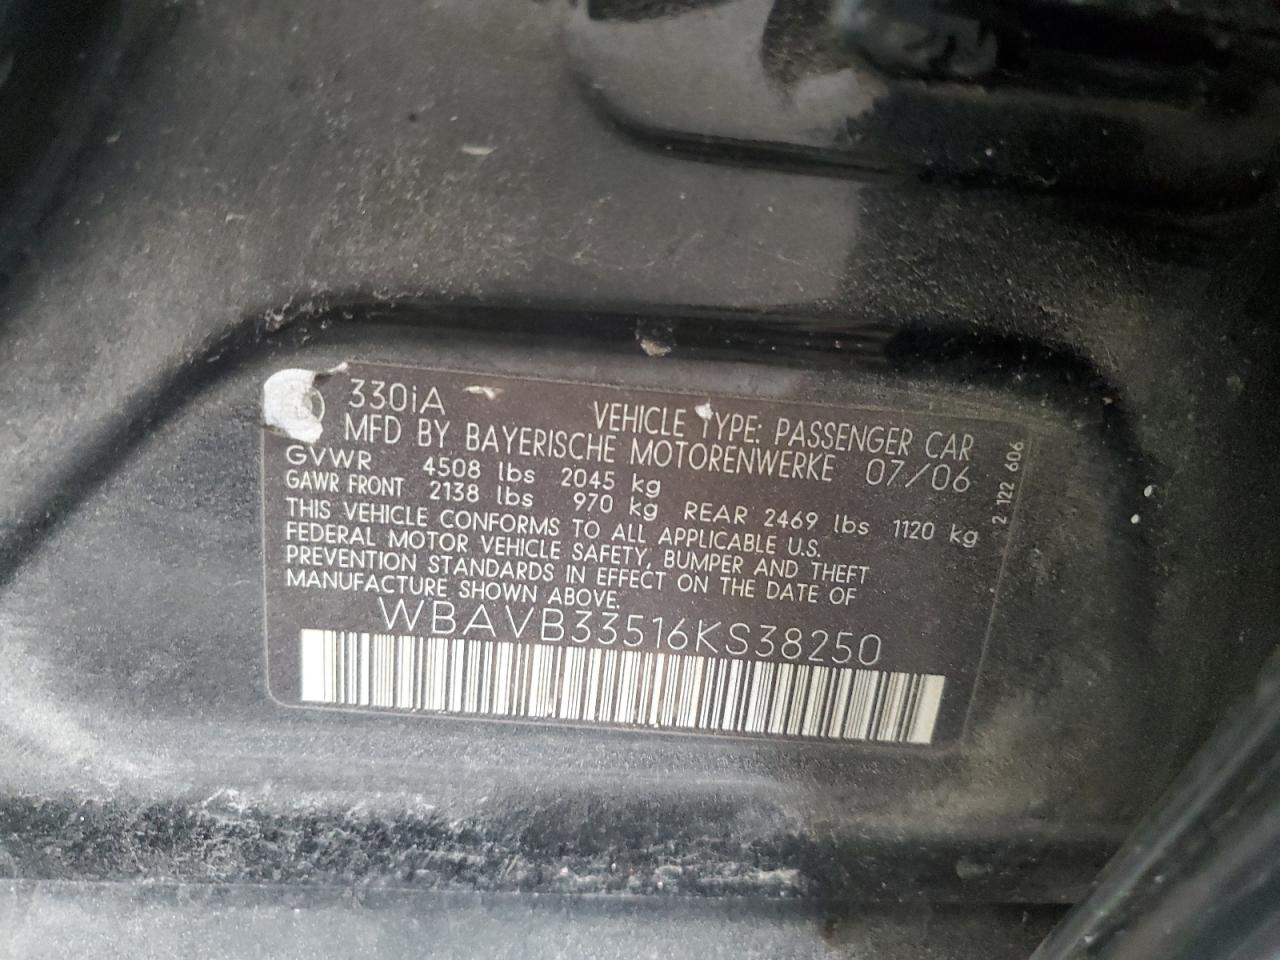 330iA
VEHICLE TYPE: PASSENGER CAR
MFD BY BAYERISCHE MOTORENWERKE 07/06
GVWR 4508 lbs 2045 kg
GAWR FRONT 2138 lbs 970 kg REAR 2469 lbs 1120 kg
THIS VEHICLE CONFORMS TO ALL APPLICABLE U.S.
FEDERAL MOTOR VEHICLE SAFETY, BUMPER AND THEFT
PREVENTION STANDARDS IN EFFECT ON THE DATE OF
MANUFACTURE SHOWN ABOVE.
WBAVB33516KS38250
2 122 606